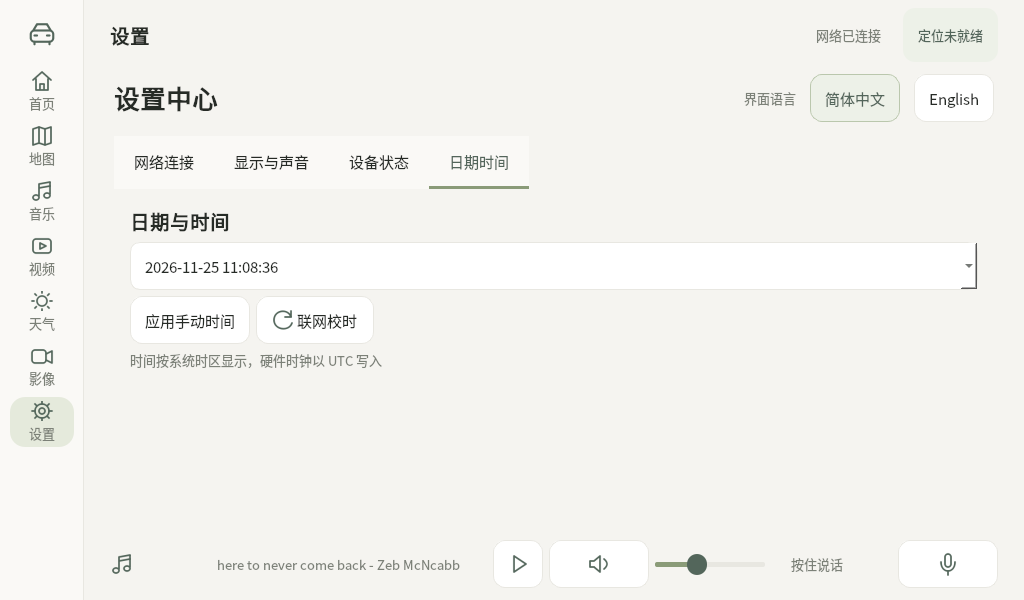 设置
网络已连接
定位未就绪
首页
地图
音乐
视频
天气
影像
设置
设置中心
界面语言
简体中文
English
网络连接
显示与声音
设备状态
日期时间
日期与时间
2026-11-25 11:08:36
应用手动时间
联网校时
时间按系统时区显示，硬件时钟以 UTC 写入
here to never come back - Zeb McNcabb
按住说话